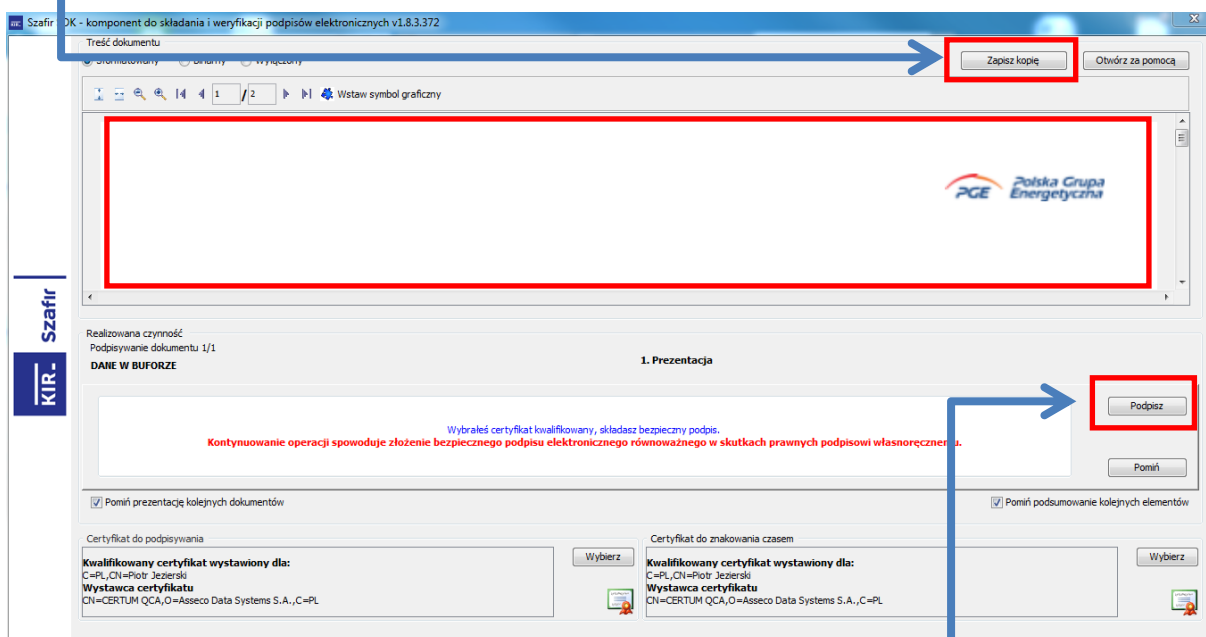 Szafir SDK - komponent do składania i weryfikacji podpisów elektronicznych v1.8.3.372
Treść dokumentu
Sformatowany Binarny Wyłączony
Zapisz kopię
Otwórz za pomocą
1 / 2 Wstaw symbol graficzny
PGE Polska Grupa
Energetyczna
KIR. Szafir
Realizowana czynność
Podpisywanie dokumentu 1/1
DANE W BUFORZE
1. Prezentacja
Wybrałeś certyfikat kwalifikowany, składasz bezpieczny podpis.
Kontynuowanie operacji spowoduje złożenie bezpiecznego podpisu elektronicznego równoważnego w skutkach prawnych podpisowi własnoręcznemu.
Podpisz
Pomiń
Pomiń prezentację kolejnych dokumentów
Pomiń podsumowanie kolejnych elementów
Certyfikat do podpisywania
Kwalifikowany certyfikat wystawiony dla:
C=PL,CN=Piotr Jezierski
Wystawca certyfikatu
CN=CERTUM QCA,O=Asseco Data Systems S.A.,C=PL
Wybierz
Certyfikat do znakowania czasem
Kwalifikowany certyfikat wystawiony dla:
C=PL,CN=Piotr Jezierski
Wystawca certyfikatu
CN=CERTUM QCA,O=Asseco Data Systems S.A.,C=PL
Wybierz